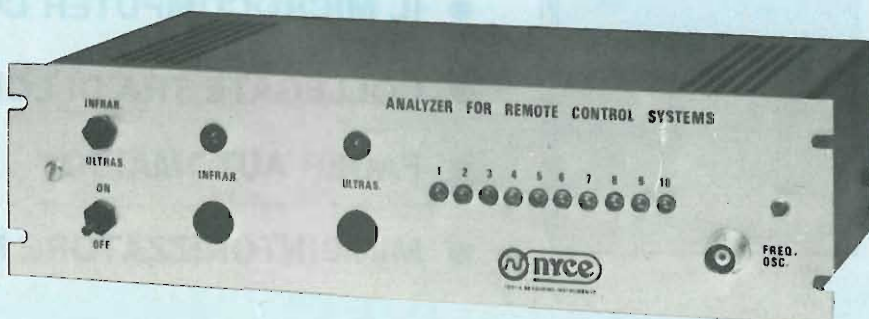 ANALYZER FOR REMOTE CONTROL SYSTEMS
INFRAR.
ULTRAS.
ON
OFF
INFRAR.
ULTRAS.
1 2 3 4 5 6 7 8 9 10
nyce
FREQ.
OSC.